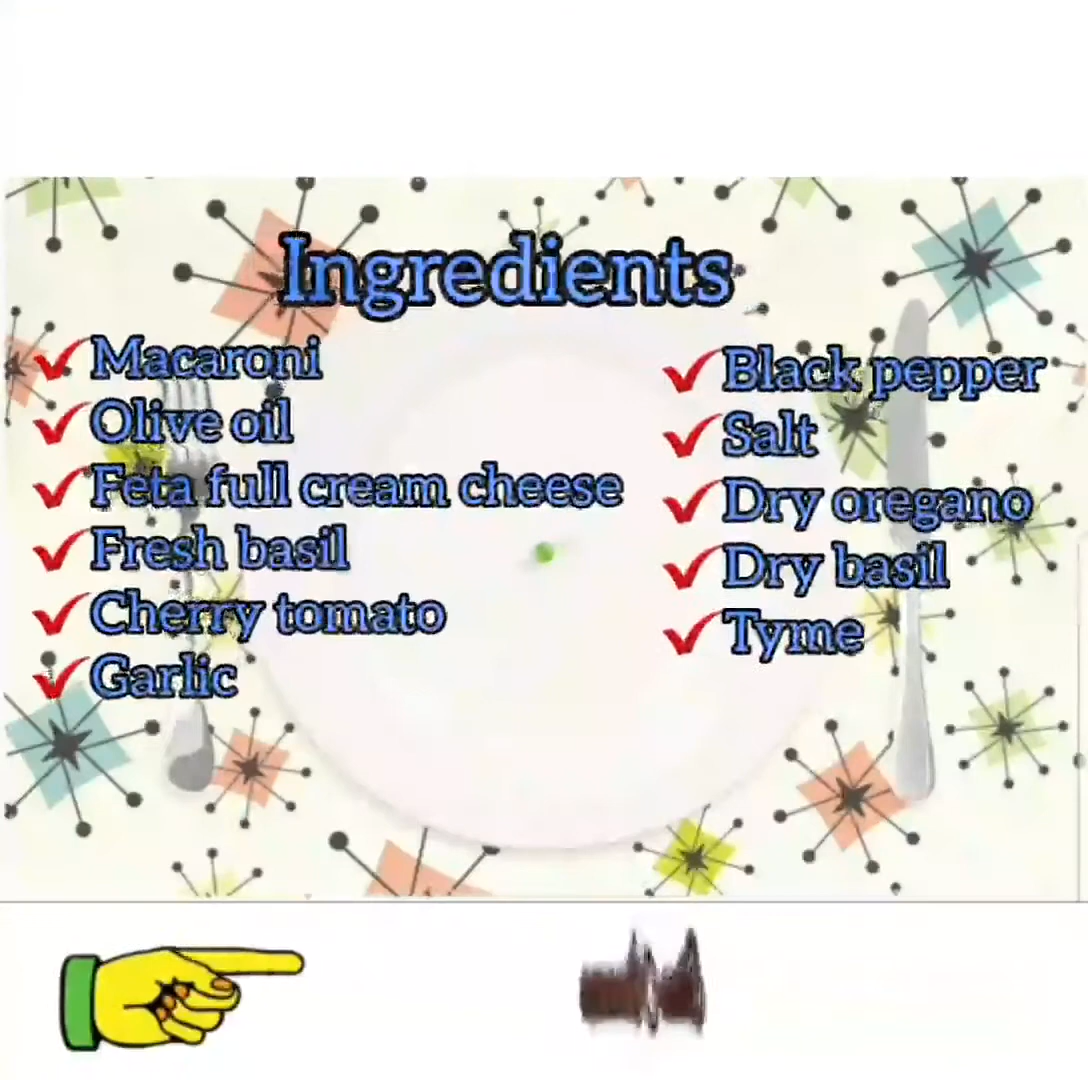 Ingredients
Macaroni
Olive oil
Feta full cream cheese
Fresh basil
Cherry tomato
Garlic
Black pepper
Salt
Dry oregano
Dry basil
Tyme